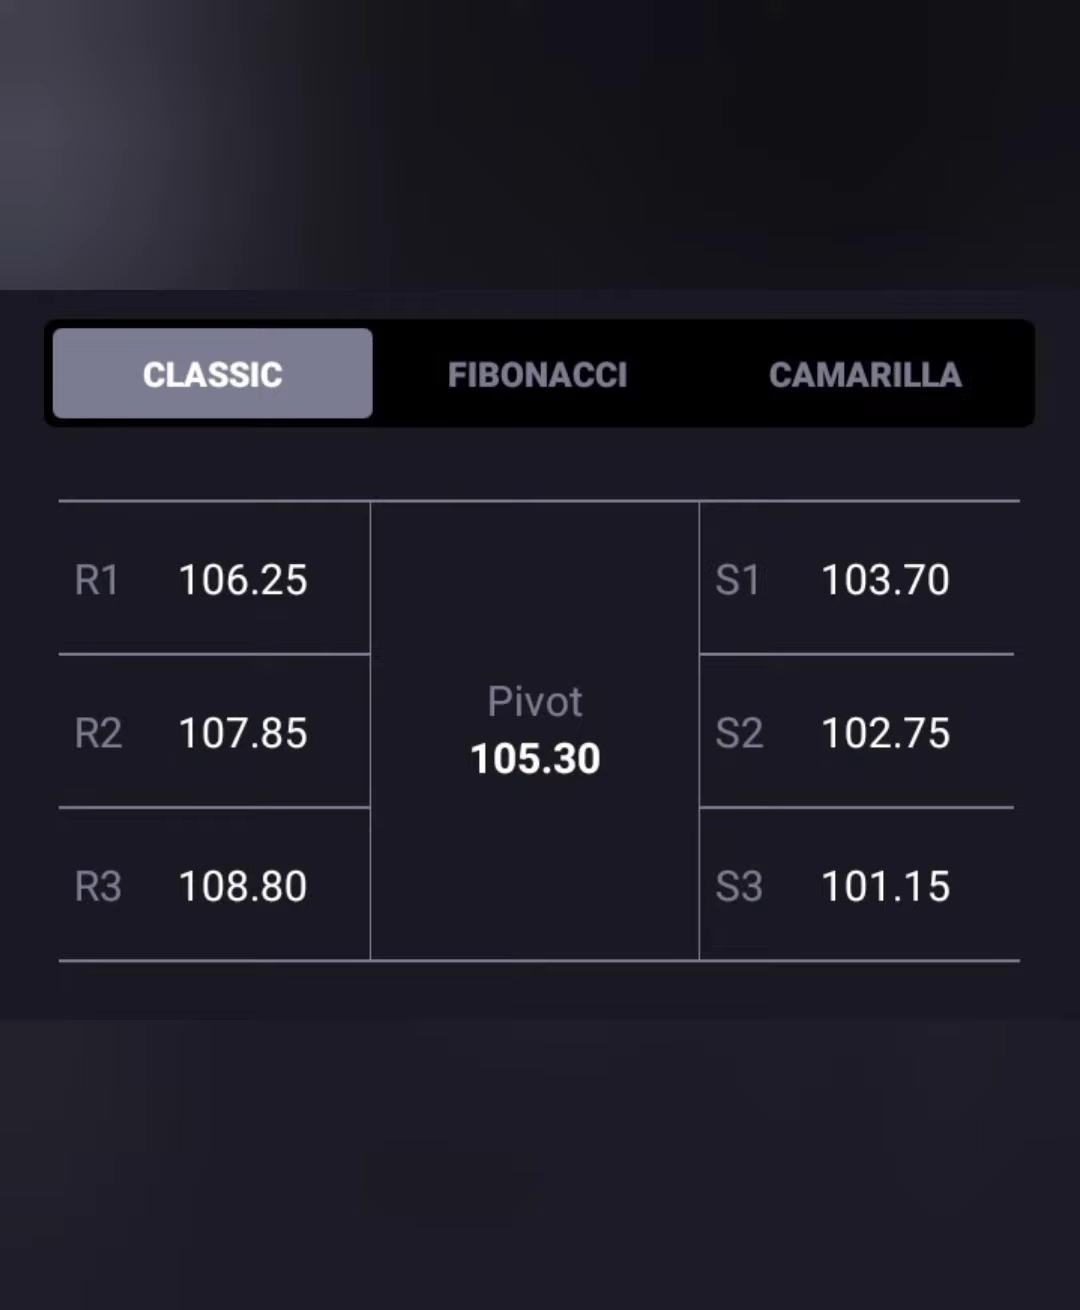 CLASSIC FIBONACCI CAMARILLA
R1 106.25
R2 107.85
R3 108.80
Pivot
105.30
S1 103.70
S2 102.75
S3 101.15